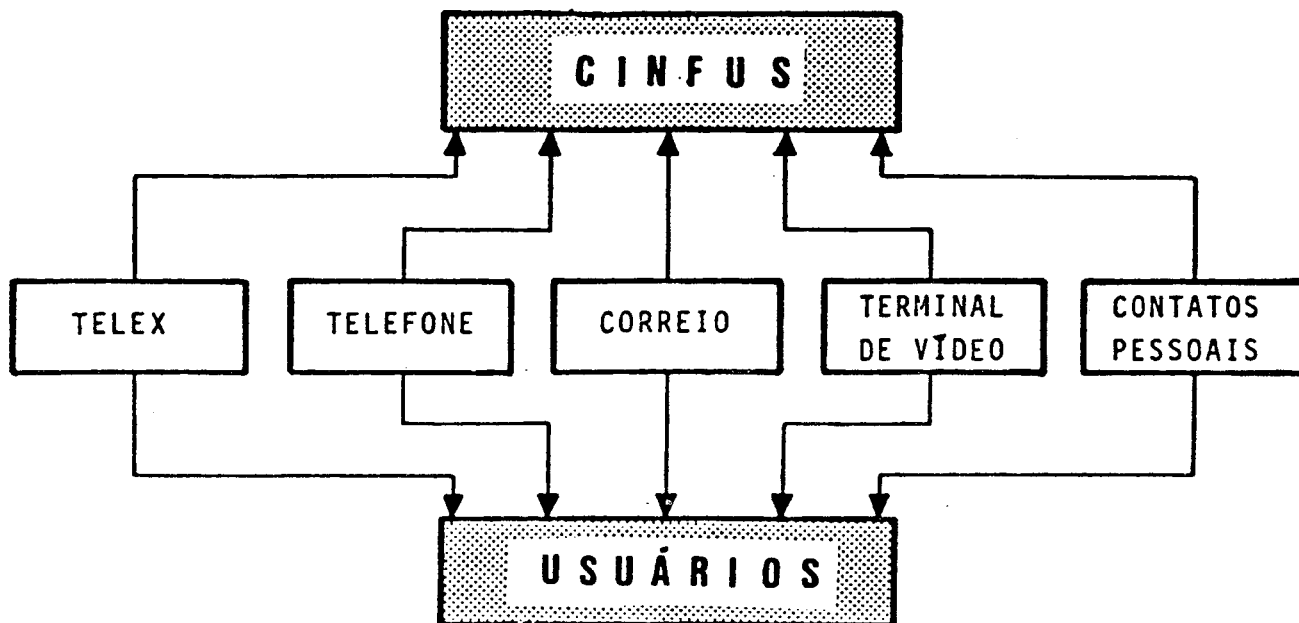 CINFUS
TELEX
TELEFONE
CORREIO
TERMINAL
DE VÍDEO
CONTATOS
PESSOAIS
USUÁRIOS